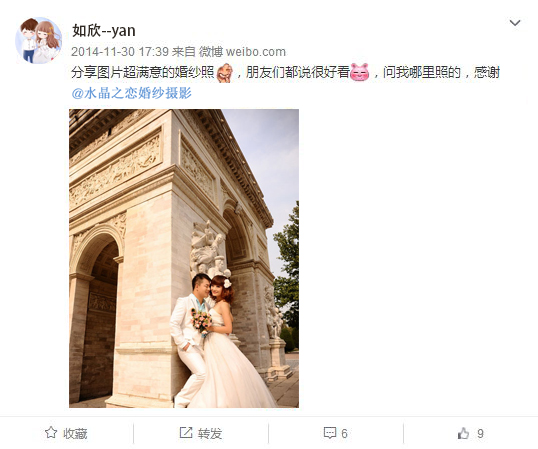 如欣--yan
2014-11-30 17:39 来自 微博 weibo.com
分享图片超满意的婚纱照，朋友们都说很好看，问我哪里照的，感谢
@水晶之恋婚纱摄影
收藏 转发 6 9